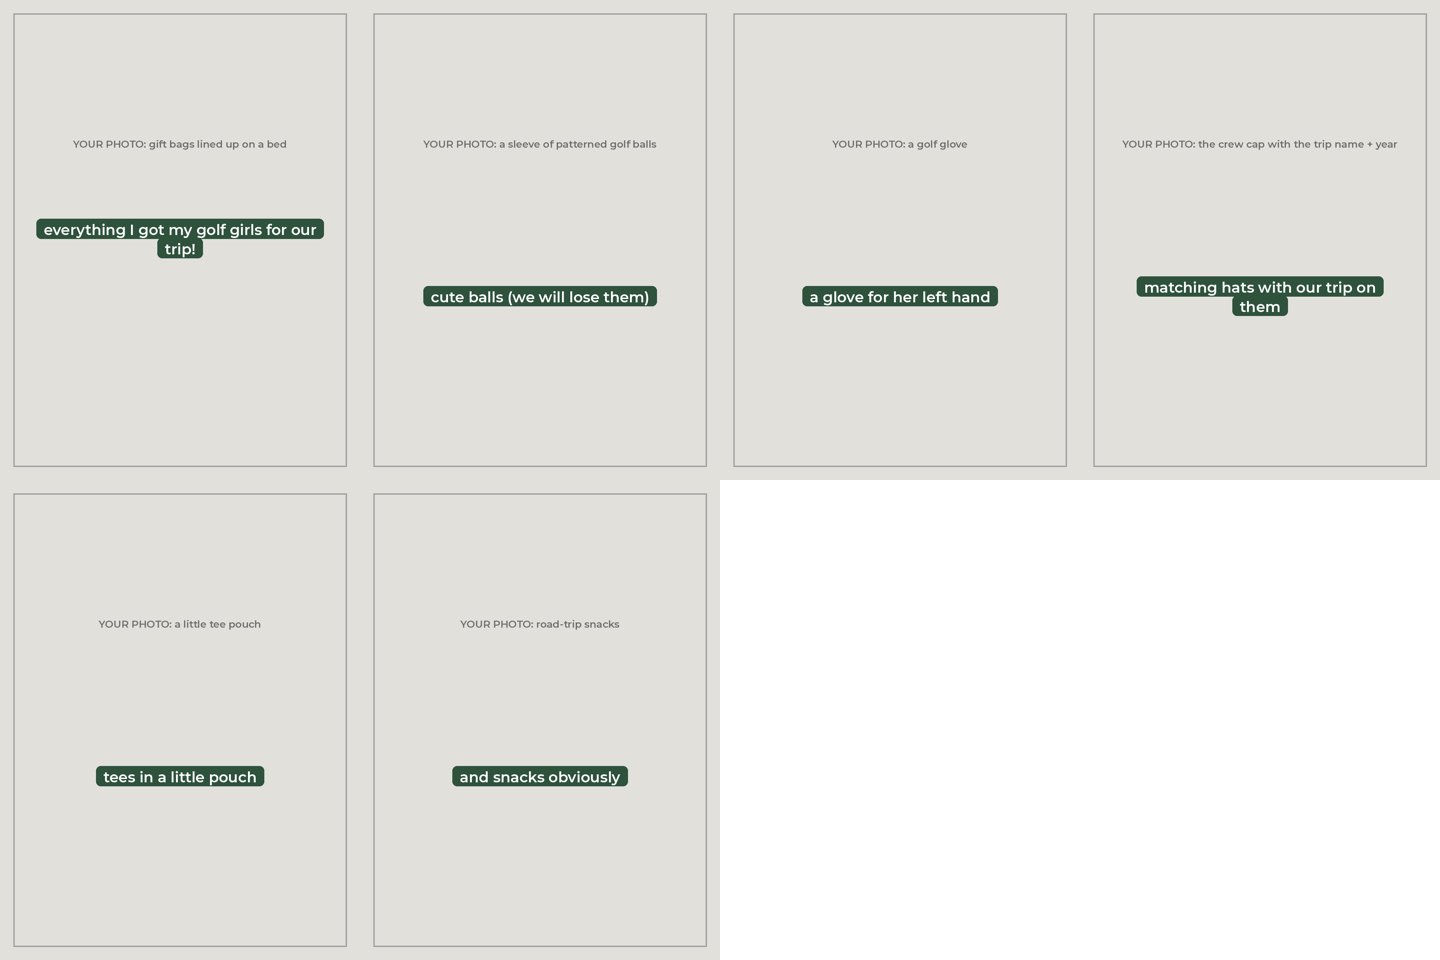 YOUR PHOTO: gift bags lined up on a bed
everything I got my golf girls for our
trip!
YOUR PHOTO: a sleeve of patterned golf balls
cute balls (we will lose them)
YOUR PHOTO: a golf glove
a glove for her left hand
YOUR PHOTO: the crew cap with the trip name + year
matching hats with our trip on
them
YOUR PHOTO: a little tee pouch
tees in a little pouch
YOUR PHOTO: road-trip snacks
and snacks obviously